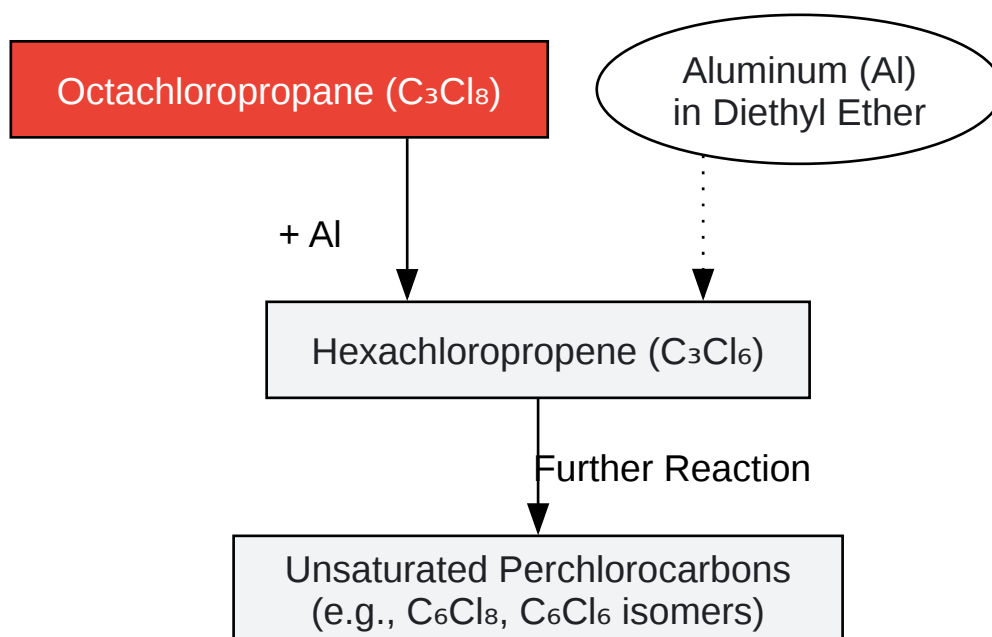 Octachloropropane (C₃Cl₈)
Aluminum (Al)
in Diethyl Ether
+ Al
Hexachloropropene (C₃Cl₆)
Further Reaction
Unsaturated Perchlorocarbons
(e.g., C₆Cl₈, C₆Cl₆ isomers)